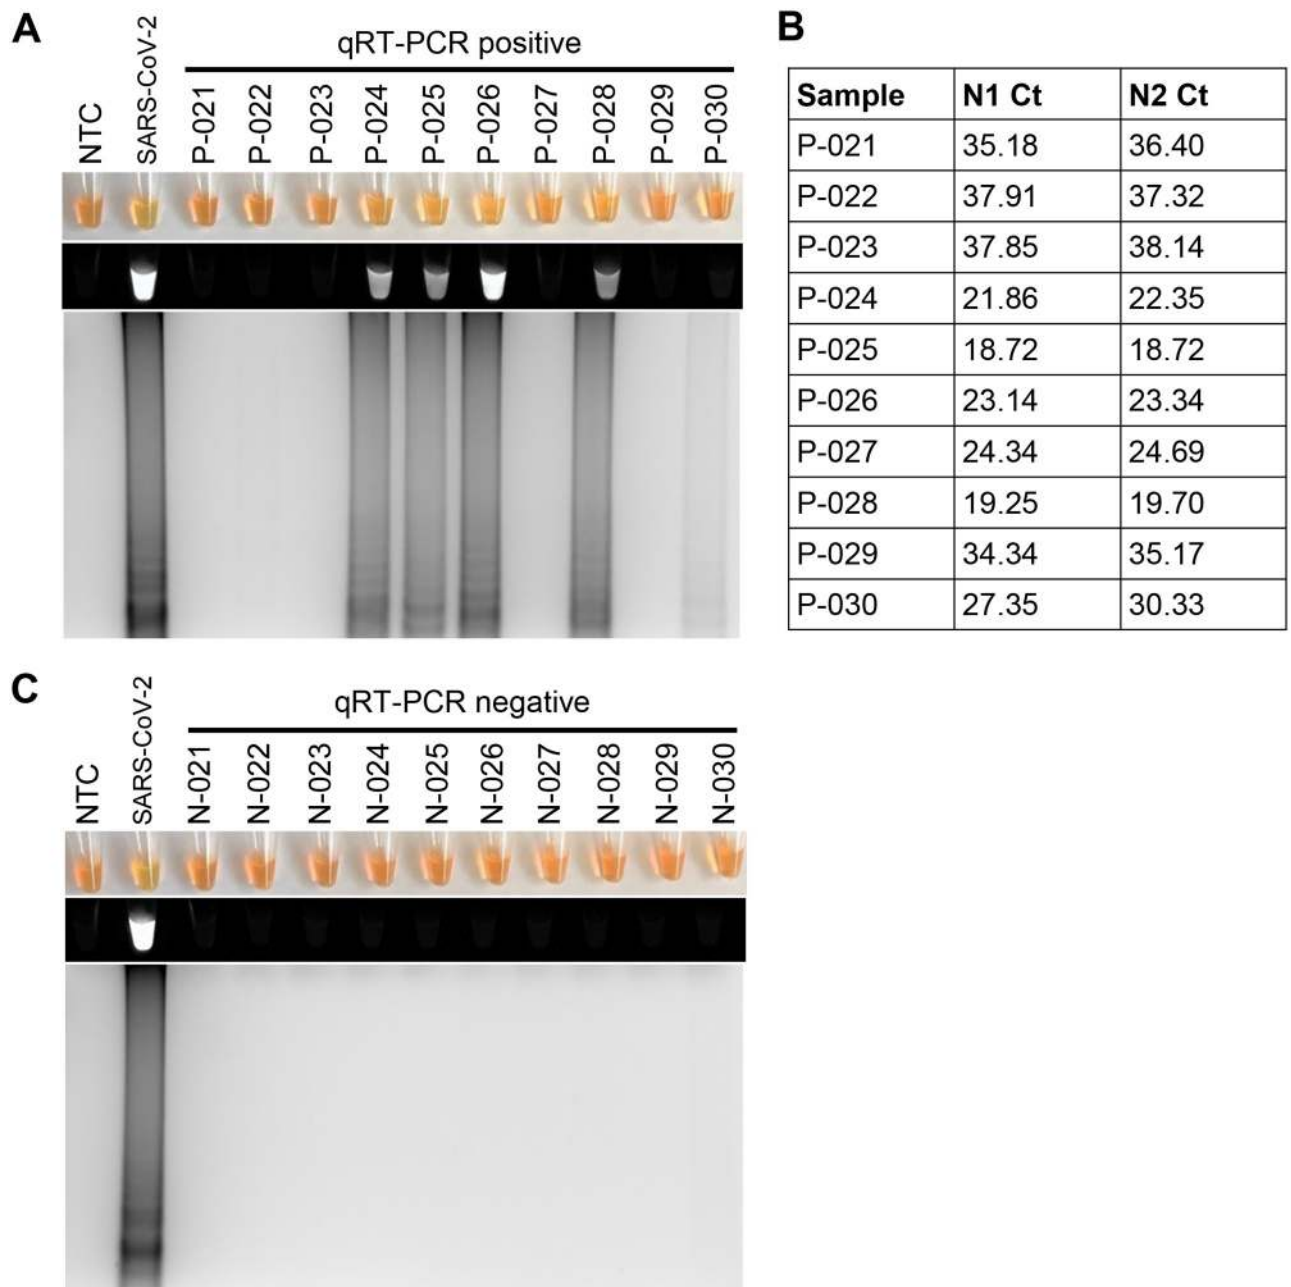 A
qRT-PCR positive
NTC
SARS-CoV-2
P-021
P-022
P-023
P-024
P-025
P-026
P-027
P-028
P-029
P-030
B
Sample N1 Ct N2 Ct
P-021 35.18 36.40
P-022 37.91 37.32
P-023 37.85 38.14
P-024 21.86 22.35
P-025 18.72 18.72
P-026 23.14 23.34
P-027 24.34 24.69
P-028 19.25 19.70
P-029 34.34 35.17
P-030 27.35 30.33
C
qRT-PCR negative
NTC
SARS-CoV-2
N-021
N-022
N-023
N-024
N-025
N-026
N-027
N-028
N-029
N-030